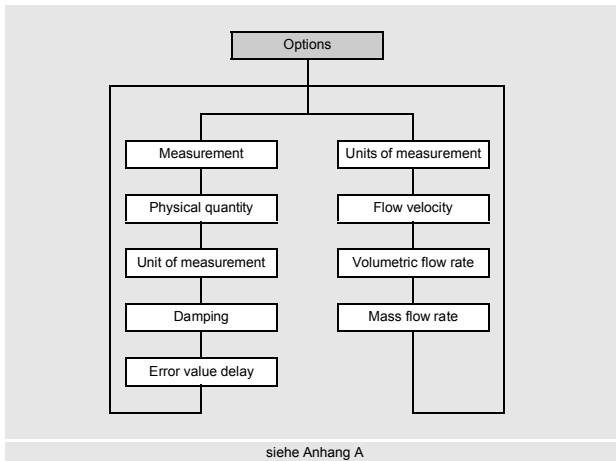 Options
Measurement
Physical quantity
Unit of measurement
Damping
Error value delay
Units of measurement
Flow velocity
Volumetric flow rate
Mass flow rate
siehe Anhang A